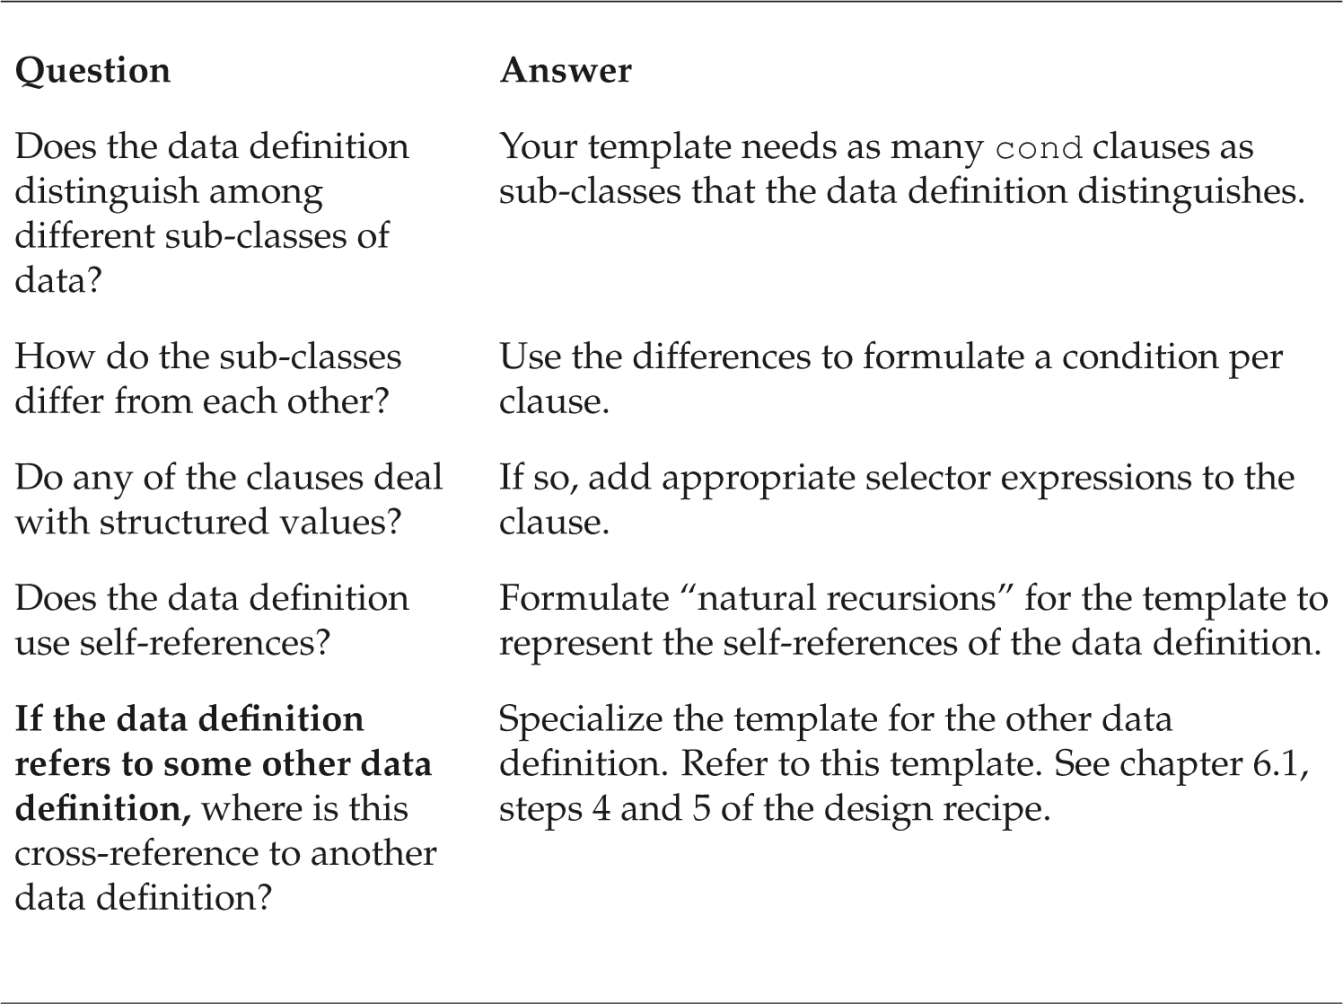 Question Answer
Does the data definition Your template needs as many cond clauses as
distinguish among sub-classes that the data definition distinguishes.
different sub-classes of
data?
How do the sub-classes Use the differences to formulate a condition per
differ from each other? clause.
Do any of the clauses deal If so, add appropriate selector expressions to the
with structured values? clause.
Does the data definition Formulate “natural recursions” for the template to
use self-references? represent the self-references of the data definition.
If the data definition Specialize the template for the other data
refers to some other data definition. Refer to this template. See chapter 6.1,
definition, where is this steps 4 and 5 of the design recipe.
cross-reference to another
data definition?